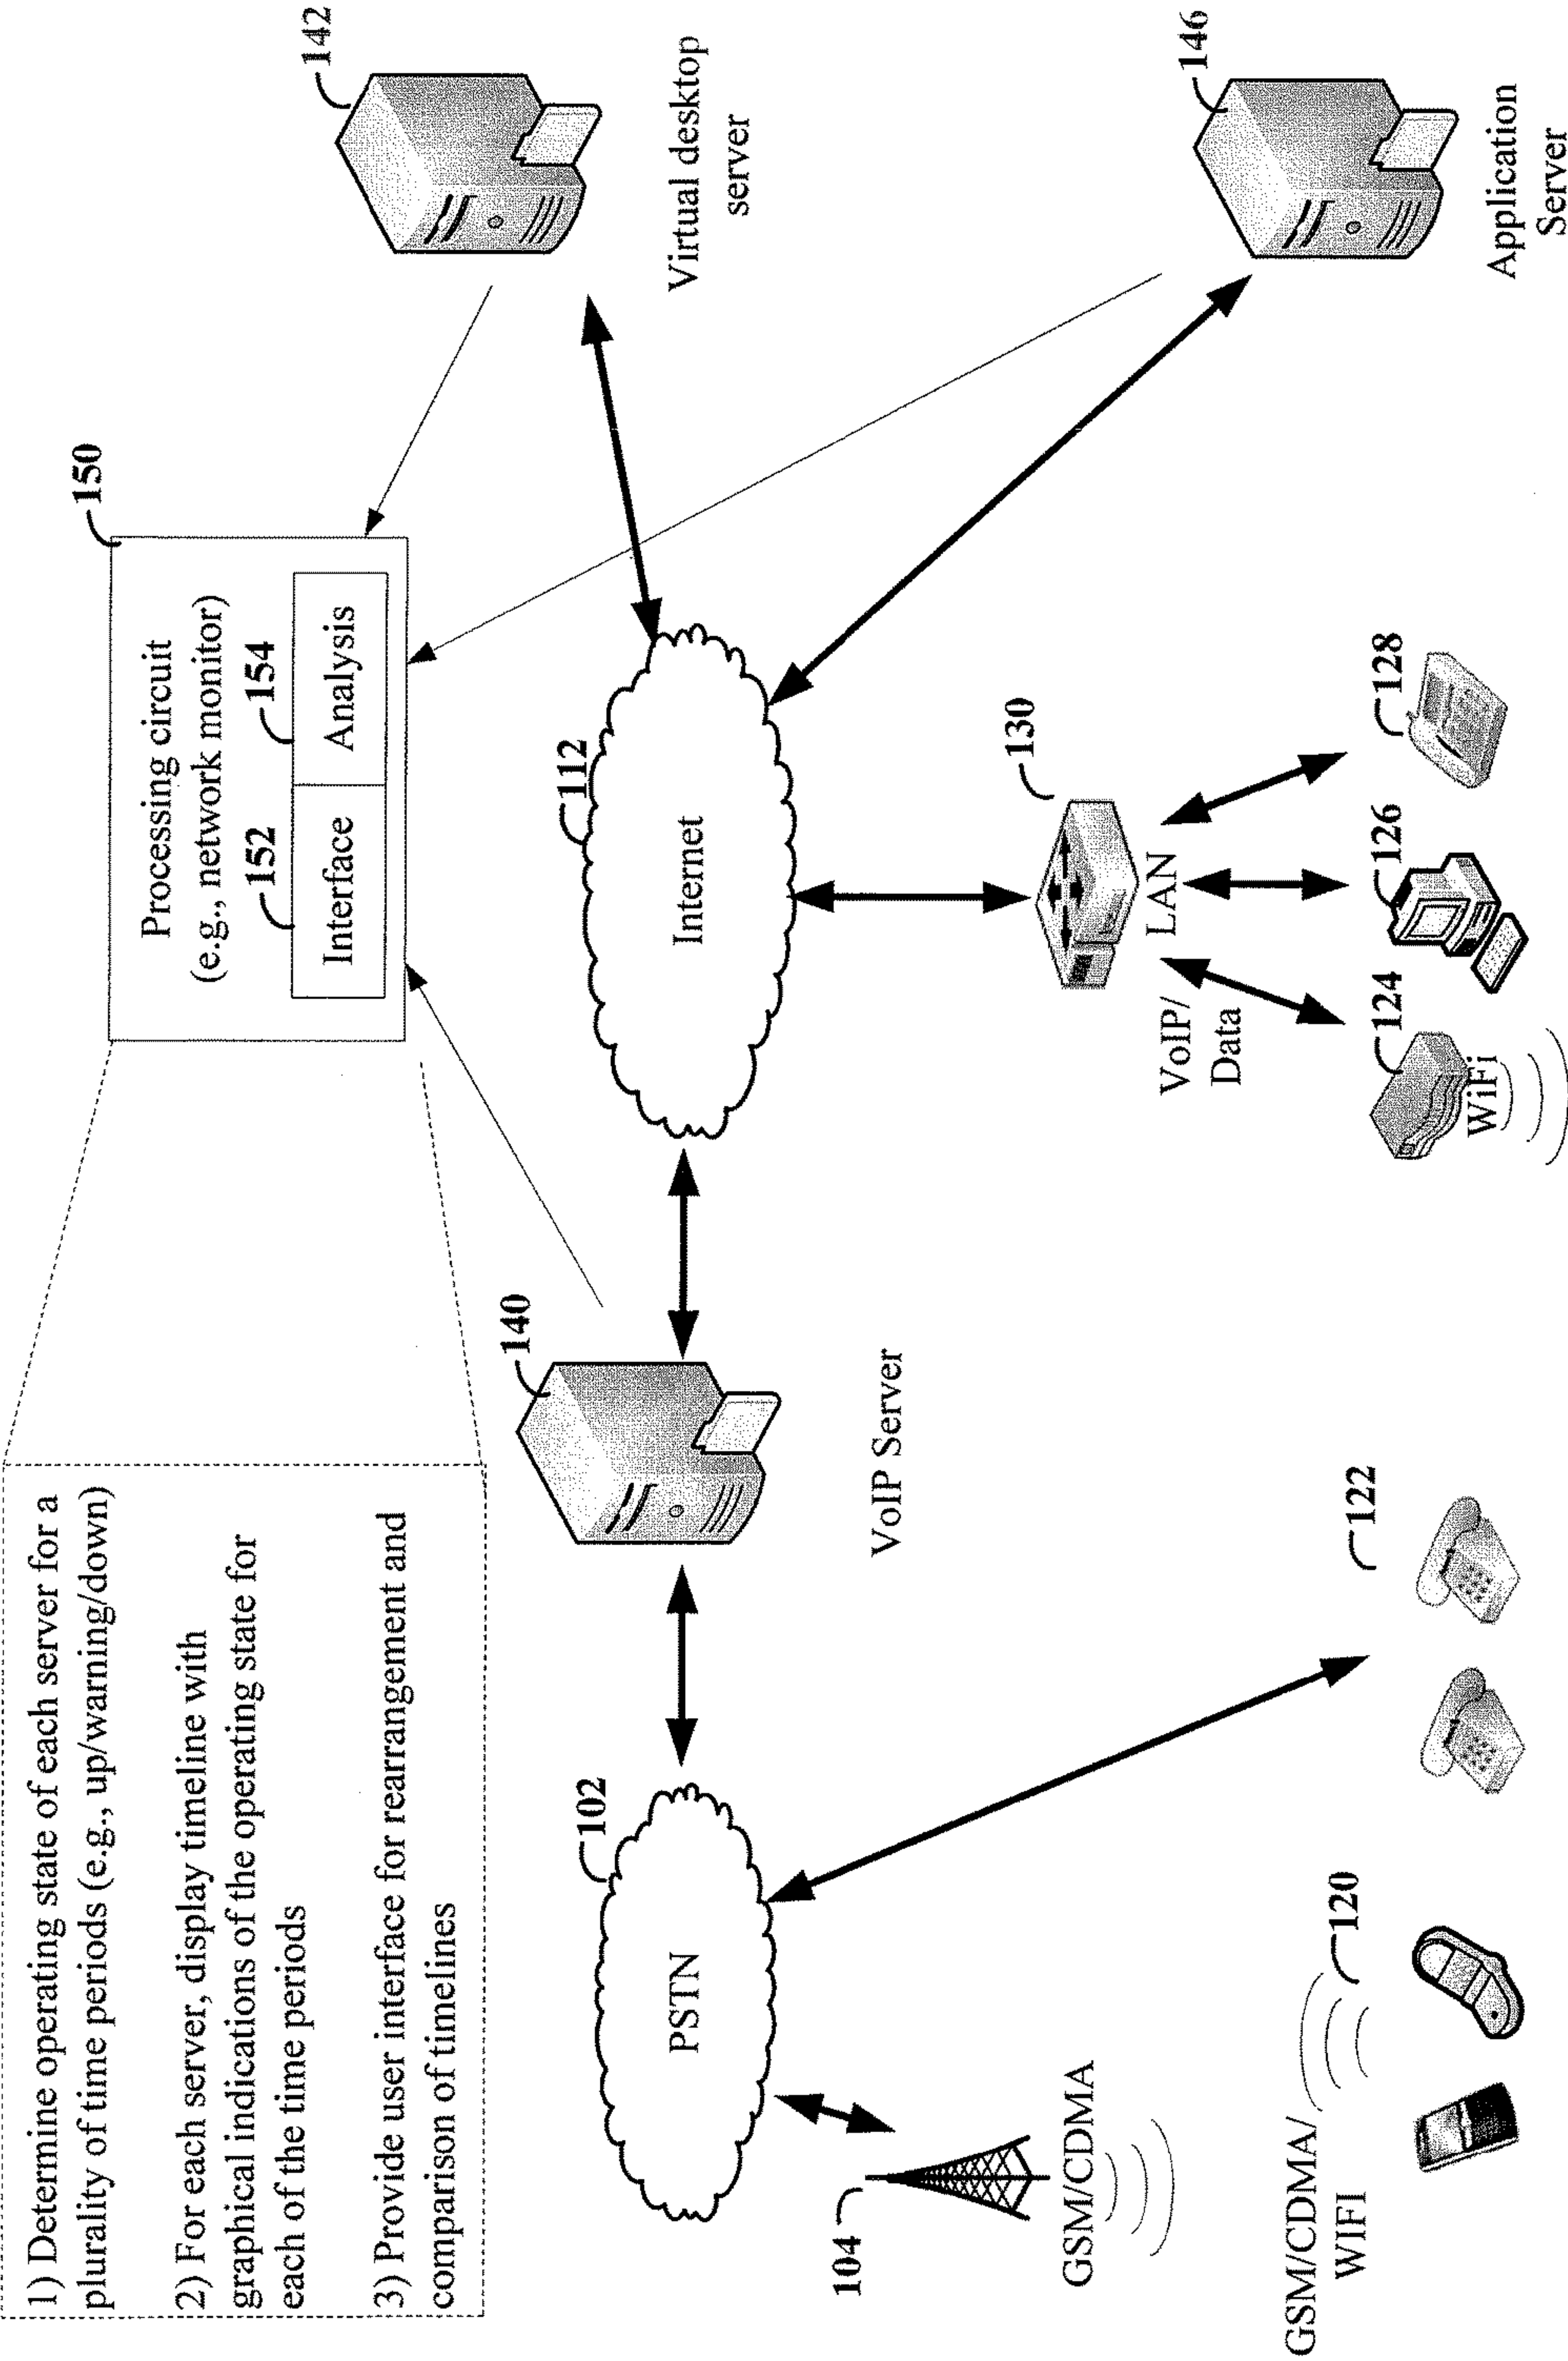 1) Determine operating state of each server for a
plurality of time periods (e.g., up/warning/down)
2) For each server, display timeline with
graphical indications of the operating state for
each of the time periods
3) Provide user interface for rearrangement and
comparison of timelines
150
Processing circuit
(e.g., network monitor)
152
154
Interface
Analysis
142
Virtual desktop
server
140
VoIP Server
112
Internet
102
PSTN
104
GSM/CDMA
130
LAN
VoIP/
Data
146
Application
Server
GSM/CDMA/
WIFI
120
122
124
WiFi
126
128